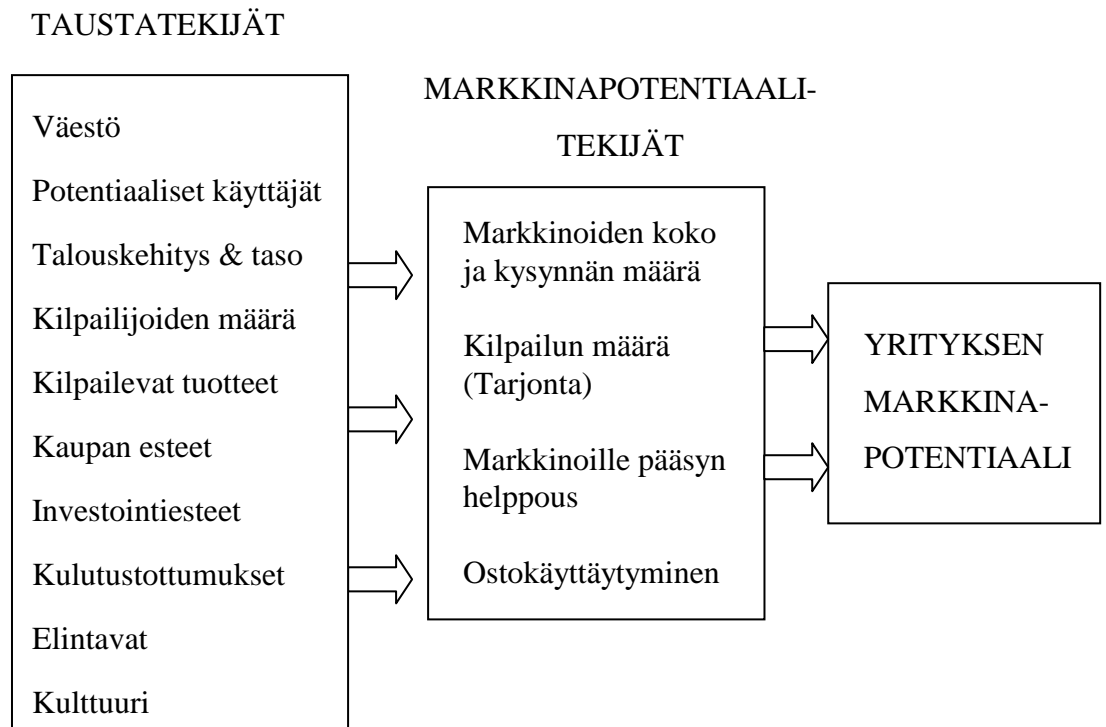 TAUSTATEKIJÄT
Väestö
Potentiaaliset käyttäjät
Talouskehitys & taso
Kilpailijoiden määrä
Kilpailevat tuotteet
Kaupan esteet
Investointiesteet
Kulutustottumukset
Elintavat
Kulttuuri
MARKKINAPOTENTIAALI-
TEKIJÄT
Markkinoiden koko
ja kysynnän määrä
Kilpailun määrä
(Tarjonta)
Markkinoille pääsyn
helppous
Ostokäyttäytyminen
YRITYKSEN
MARKKINA-
POTENTIAALI